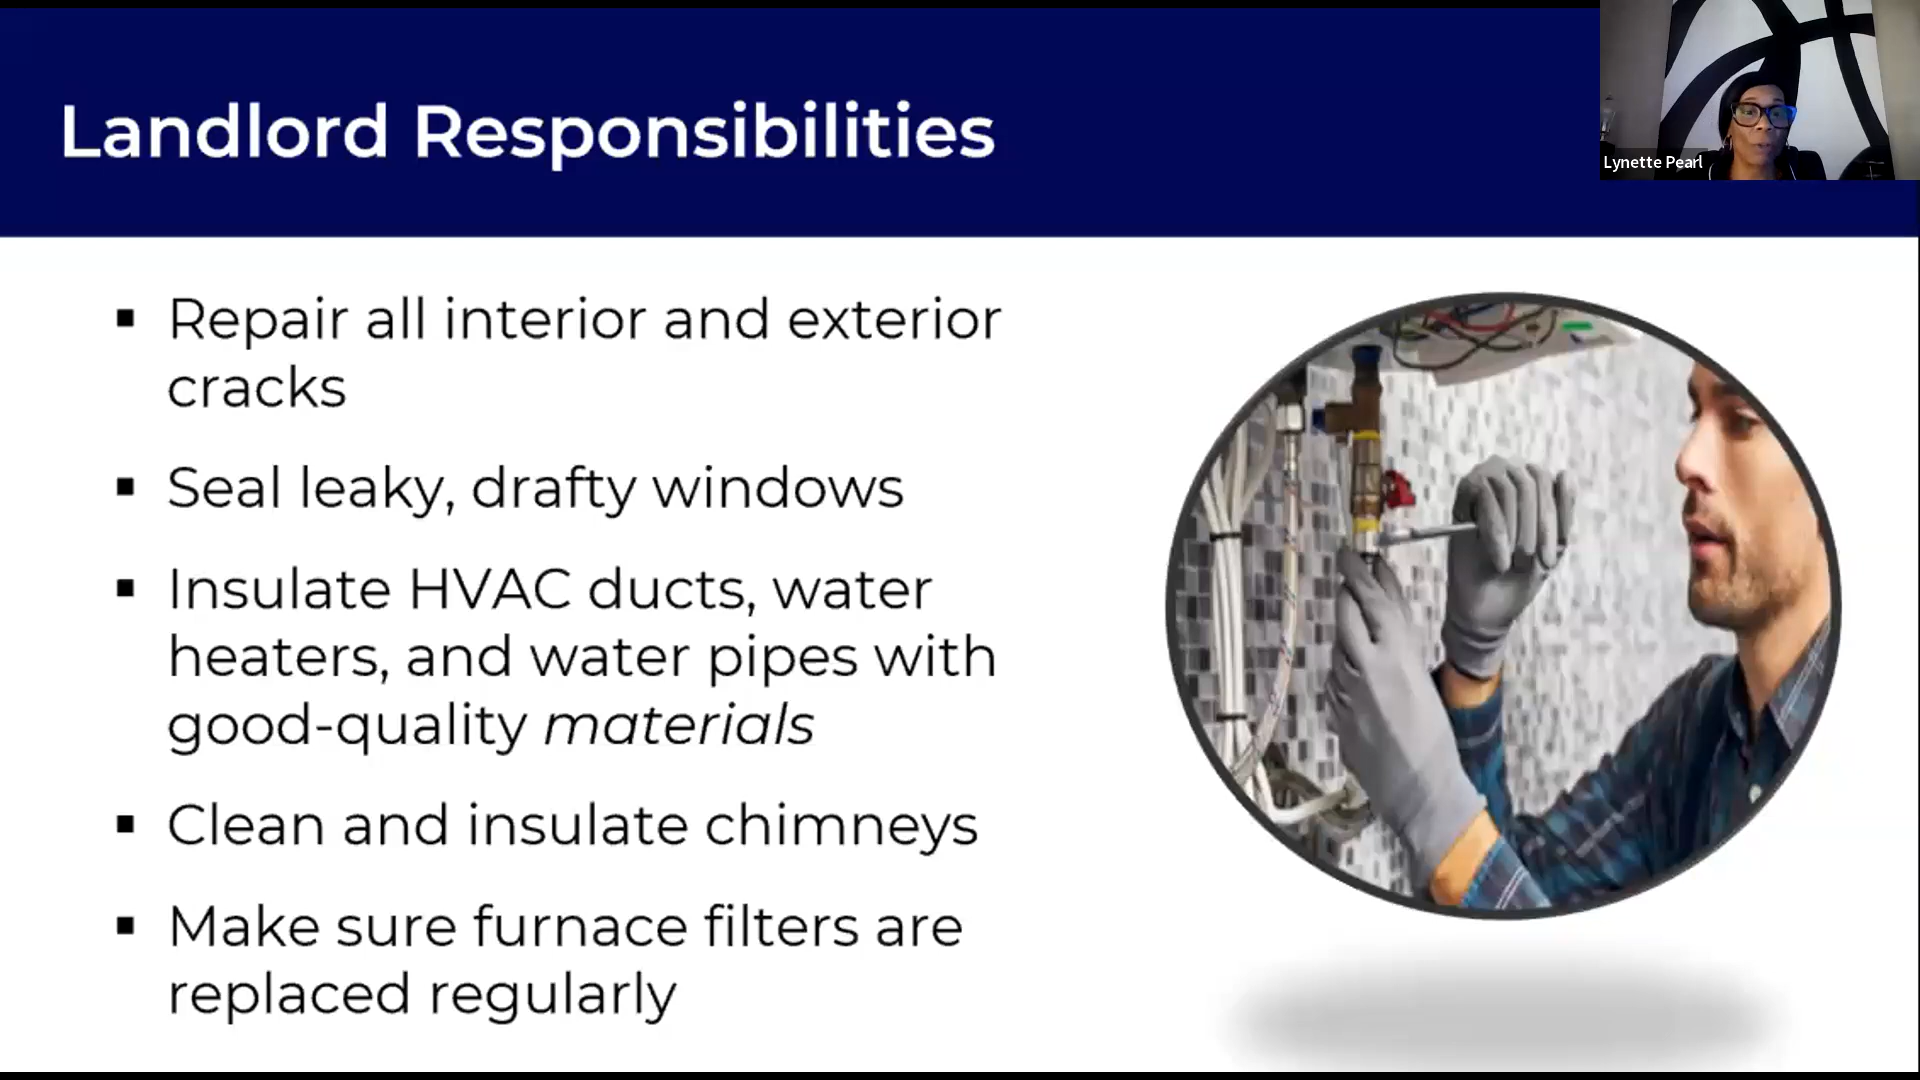 Landlord Responsibilities
Lynette Pearl
▪ Repair all interior and exterior
cracks
▪ Seal leaky, drafty windows
▪ Insulate HVAC ducts, water
heaters, and water pipes with
good-quality materials
▪ Clean and insulate chimneys
▪ Make sure furnace filters are
replaced regularly